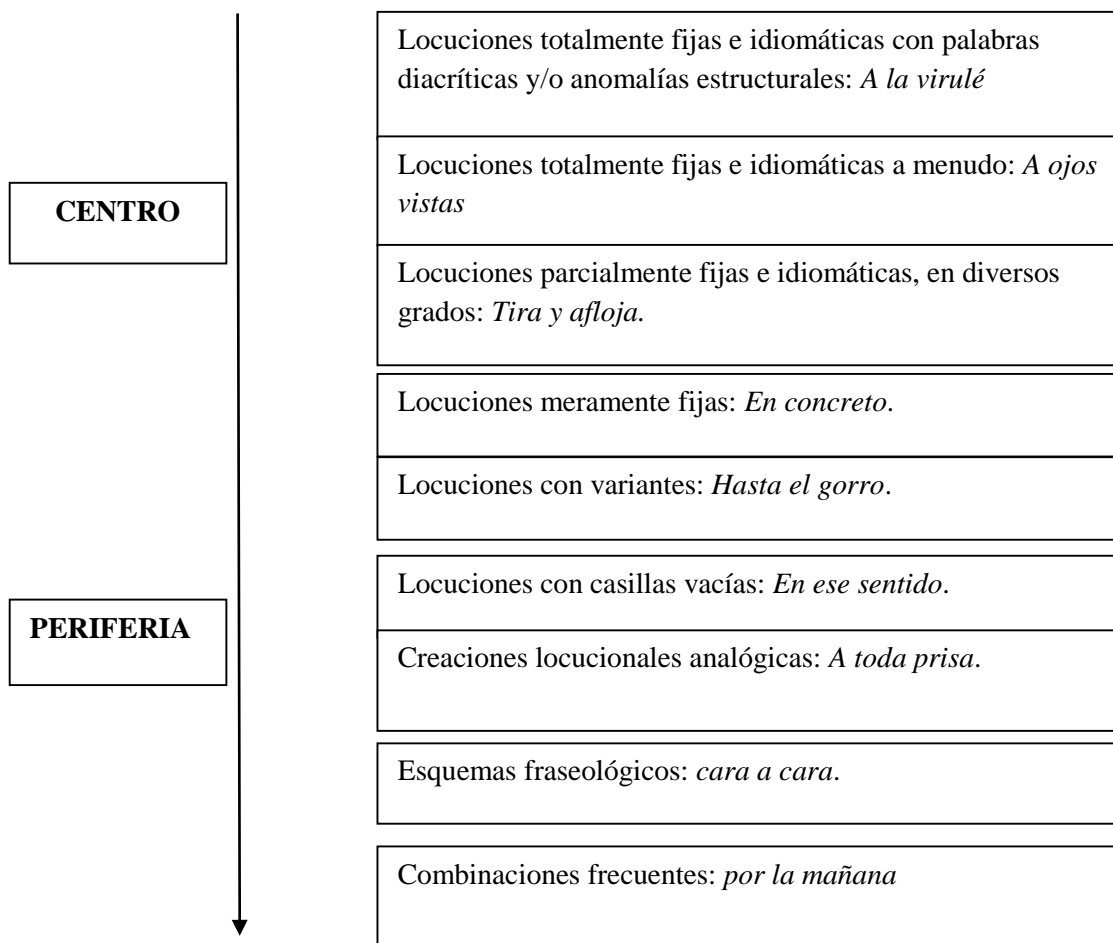 Locuciones totalmente fijas e idiomáticas con palabras
diacríticas y/o anomalías estructurales: A la virulé
Locuciones totalmente fijas e idiomáticas a menudo: A ojos
vistas
CENTRO
Locuciones parcialmente fijas e idiomáticas, en diversos
grados: Tira y afloja.
Locuciones meramente fijas: En concreto.
Locuciones con variantes: Hasta el gorro.
Locuciones con casillas vacías: En ese sentido.
PERIFERIA
Creaciones locucionales analógicas: A toda prisa.
Esquemas fraseológicos: cara a cara.
Combinaciones frecuentes: por la mañana